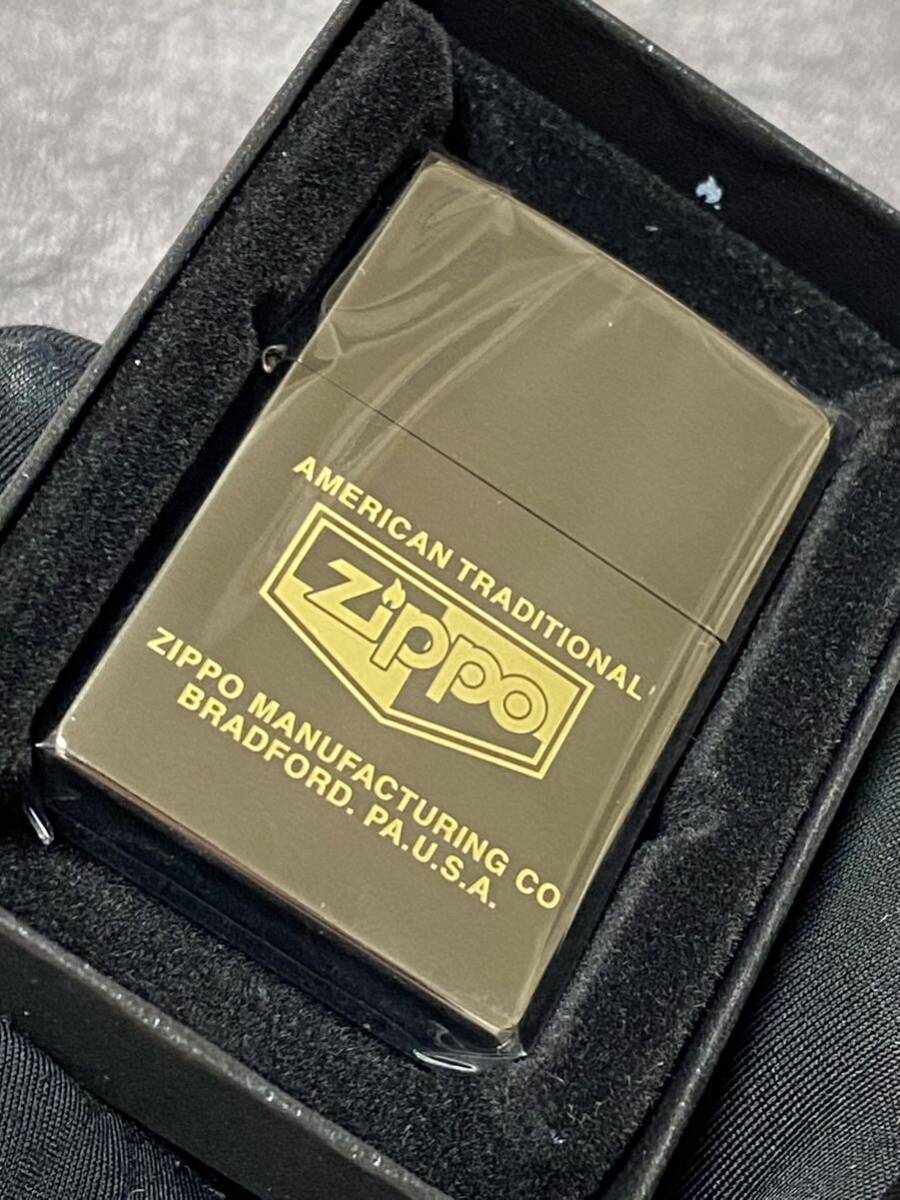 AMERICAN TRADITIONAL
Zippo
ZIPPO MANUFACTURING CO
BRADFORD. PA.U.S.A.